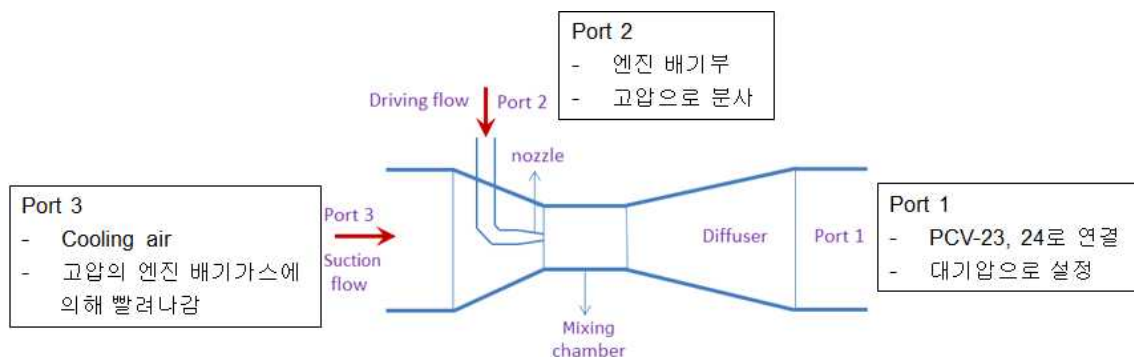 Port 2
- 엔진 배기부
- 고압으로 분사
Driving flow
Port 2
nozzle
Port 3
- Cooling air
- 고압의 엔진 배기가스에
의해 빨려나감
Port 3
Suction
flow
Diffuser
Port 1
Port 1
- PCV-23, 24로 연결
- 대기압으로 설정
Mixing
chamber